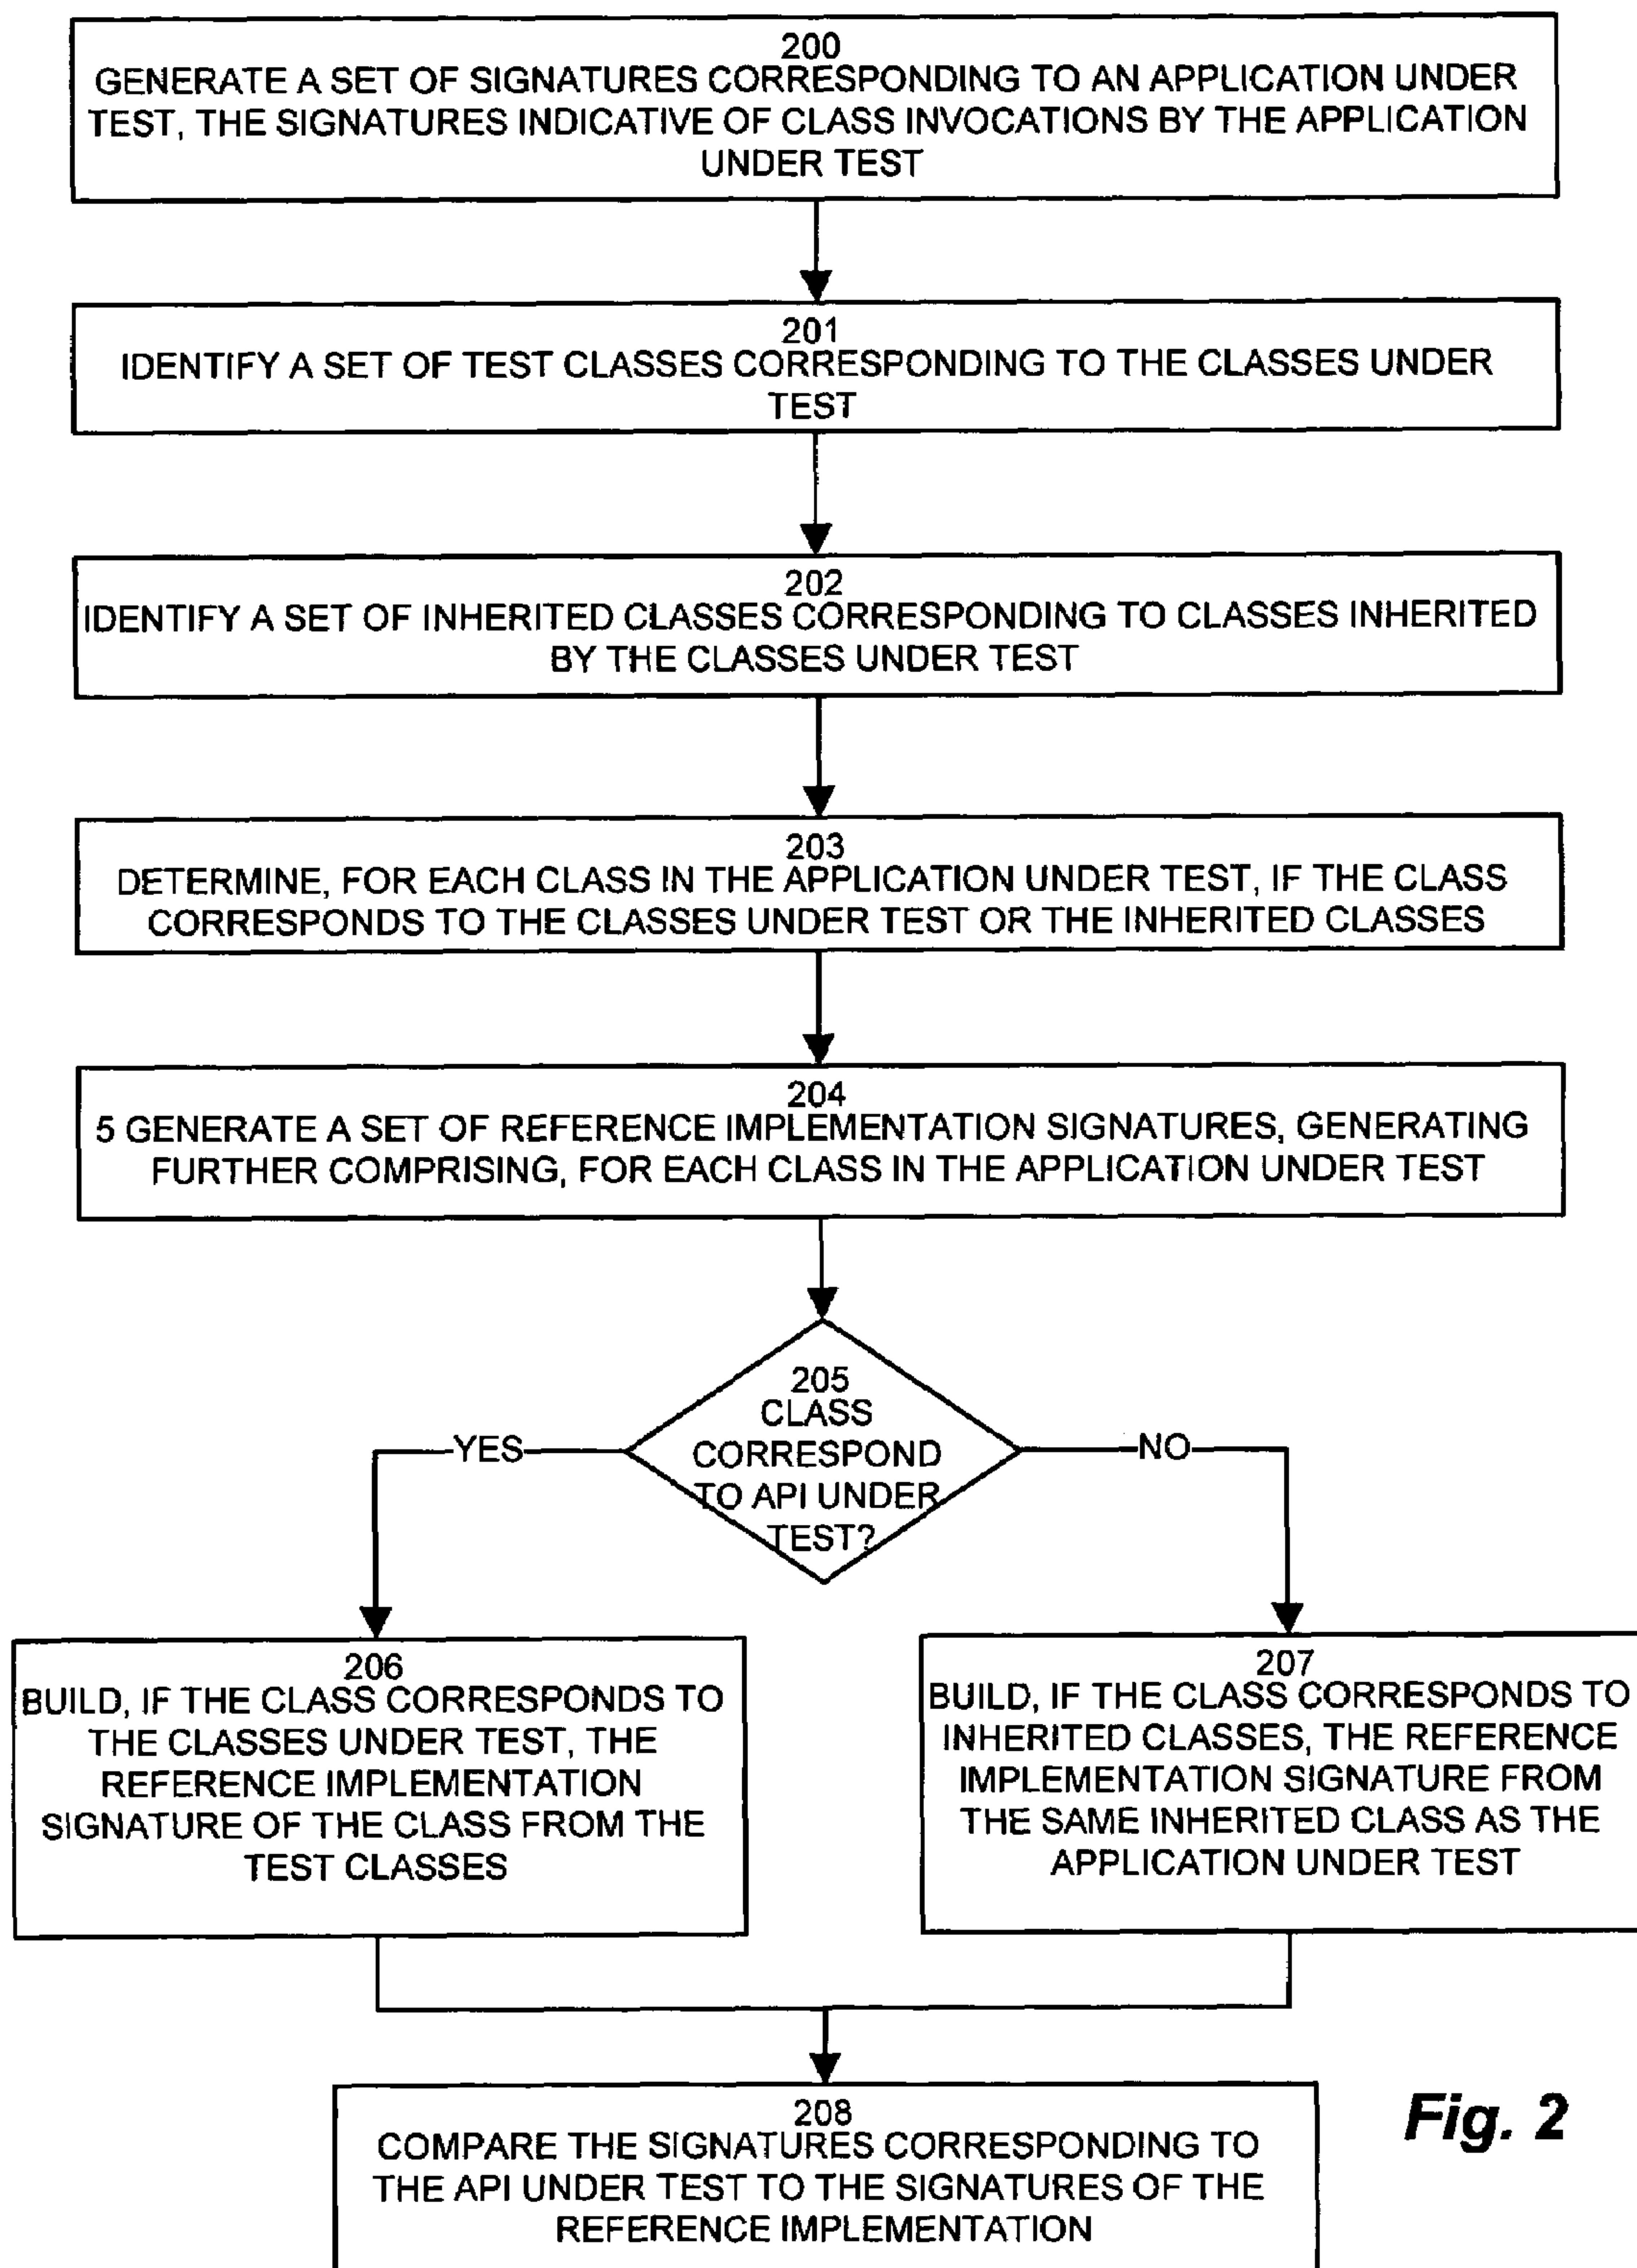 200
GENERATE A SET OF SIGNATURES CORRESPONDING TO AN APPLICATION UNDER
TEST, THE SIGNATURES INDICATIVE OF CLASS INVOCATIONS BY THE APPLICATION
UNDER TEST
201
IDENTIFY A SET OF TEST CLASSES CORRESPONDING TO THE CLASSES UNDER
TEST
202
IDENTIFY A SET OF INHERITED CLASSES CORRESPONDING TO CLASSES INHERITED
BY THE CLASSES UNDER TEST
203
DETERMINE, FOR EACH CLASS IN THE APPLICATION UNDER TEST, IF THE CLASS
CORRESPONDS TO THE CLASSES UNDER TEST OR THE INHERITED CLASSES
204
5 GENERATE A SET OF REFERENCE IMPLEMENTATION SIGNATURES, GENERATING
FURTHER COMPRISING, FOR EACH CLASS IN THE APPLICATION UNDER TEST
205
CLASS
CORRESPOND
TO API UNDER
TEST?
YES
NO
206
BUILD, IF THE CLASS CORRESPONDS TO
THE CLASSES UNDER TEST, THE
REFERENCE IMPLEMENTATION
SIGNATURE OF THE CLASS FROM THE
TEST CLASSES
207
BUILD, IF THE CLASS CORRESPONDS TO
INHERITED CLASSES, THE REFERENCE
IMPLEMENTATION SIGNATURE FROM
THE SAME INHERITED CLASS AS THE
APPLICATION UNDER TEST
208
COMPARE THE SIGNATURES CORRESPONDING TO
THE API UNDER TEST TO THE SIGNATURES OF THE
REFERENCE IMPLEMENTATION
Fig. 2